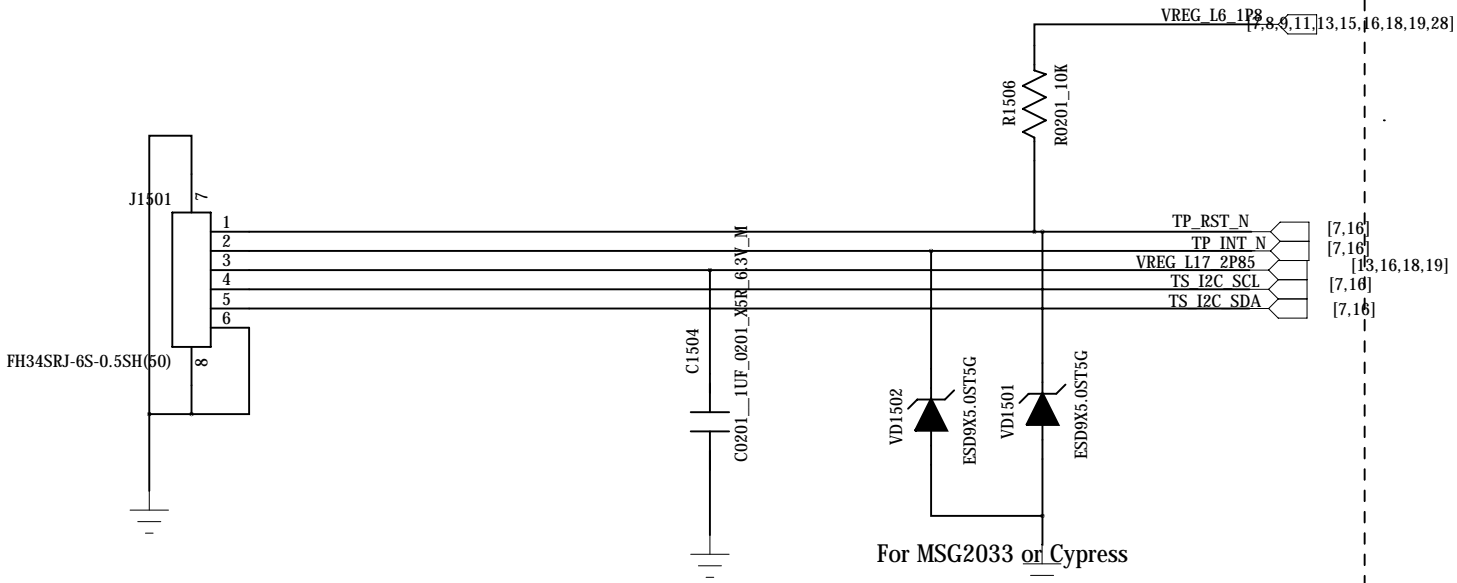 VREG_L6_1P8
[7,8,9,11,13,15,16,18,19,28]
R1506
R0201_10K
J1501
7
1
TP_RST_N
[7,16]
2
TP_INT_N
[7,16]
3
VREG_L17_2P85
[13,16,18,19]
4
TS_I2C_SCL
[7,16]
5
TS_I2C_SDA
[7,16]
6
FH34SRJ-6S-0.5SH(50)
8
C1504
C0201__1UF_0201_X5R_6.3V_M
VD1502
ESD9X5.0ST5G
VD1501
ESD9X5.0ST5G
For MSG2033 or Cypress